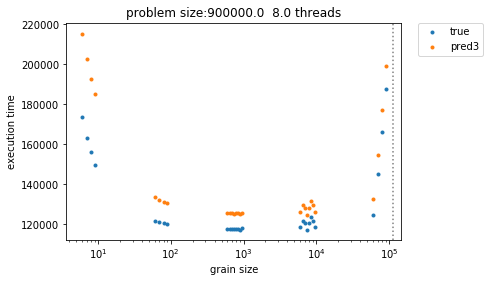 problem size:900000.0  8.0 threads
true
pred3
220000
200000
180000
160000
140000
120000
execution time
10^1
10^2
10^3
10^4
10^5
grain size